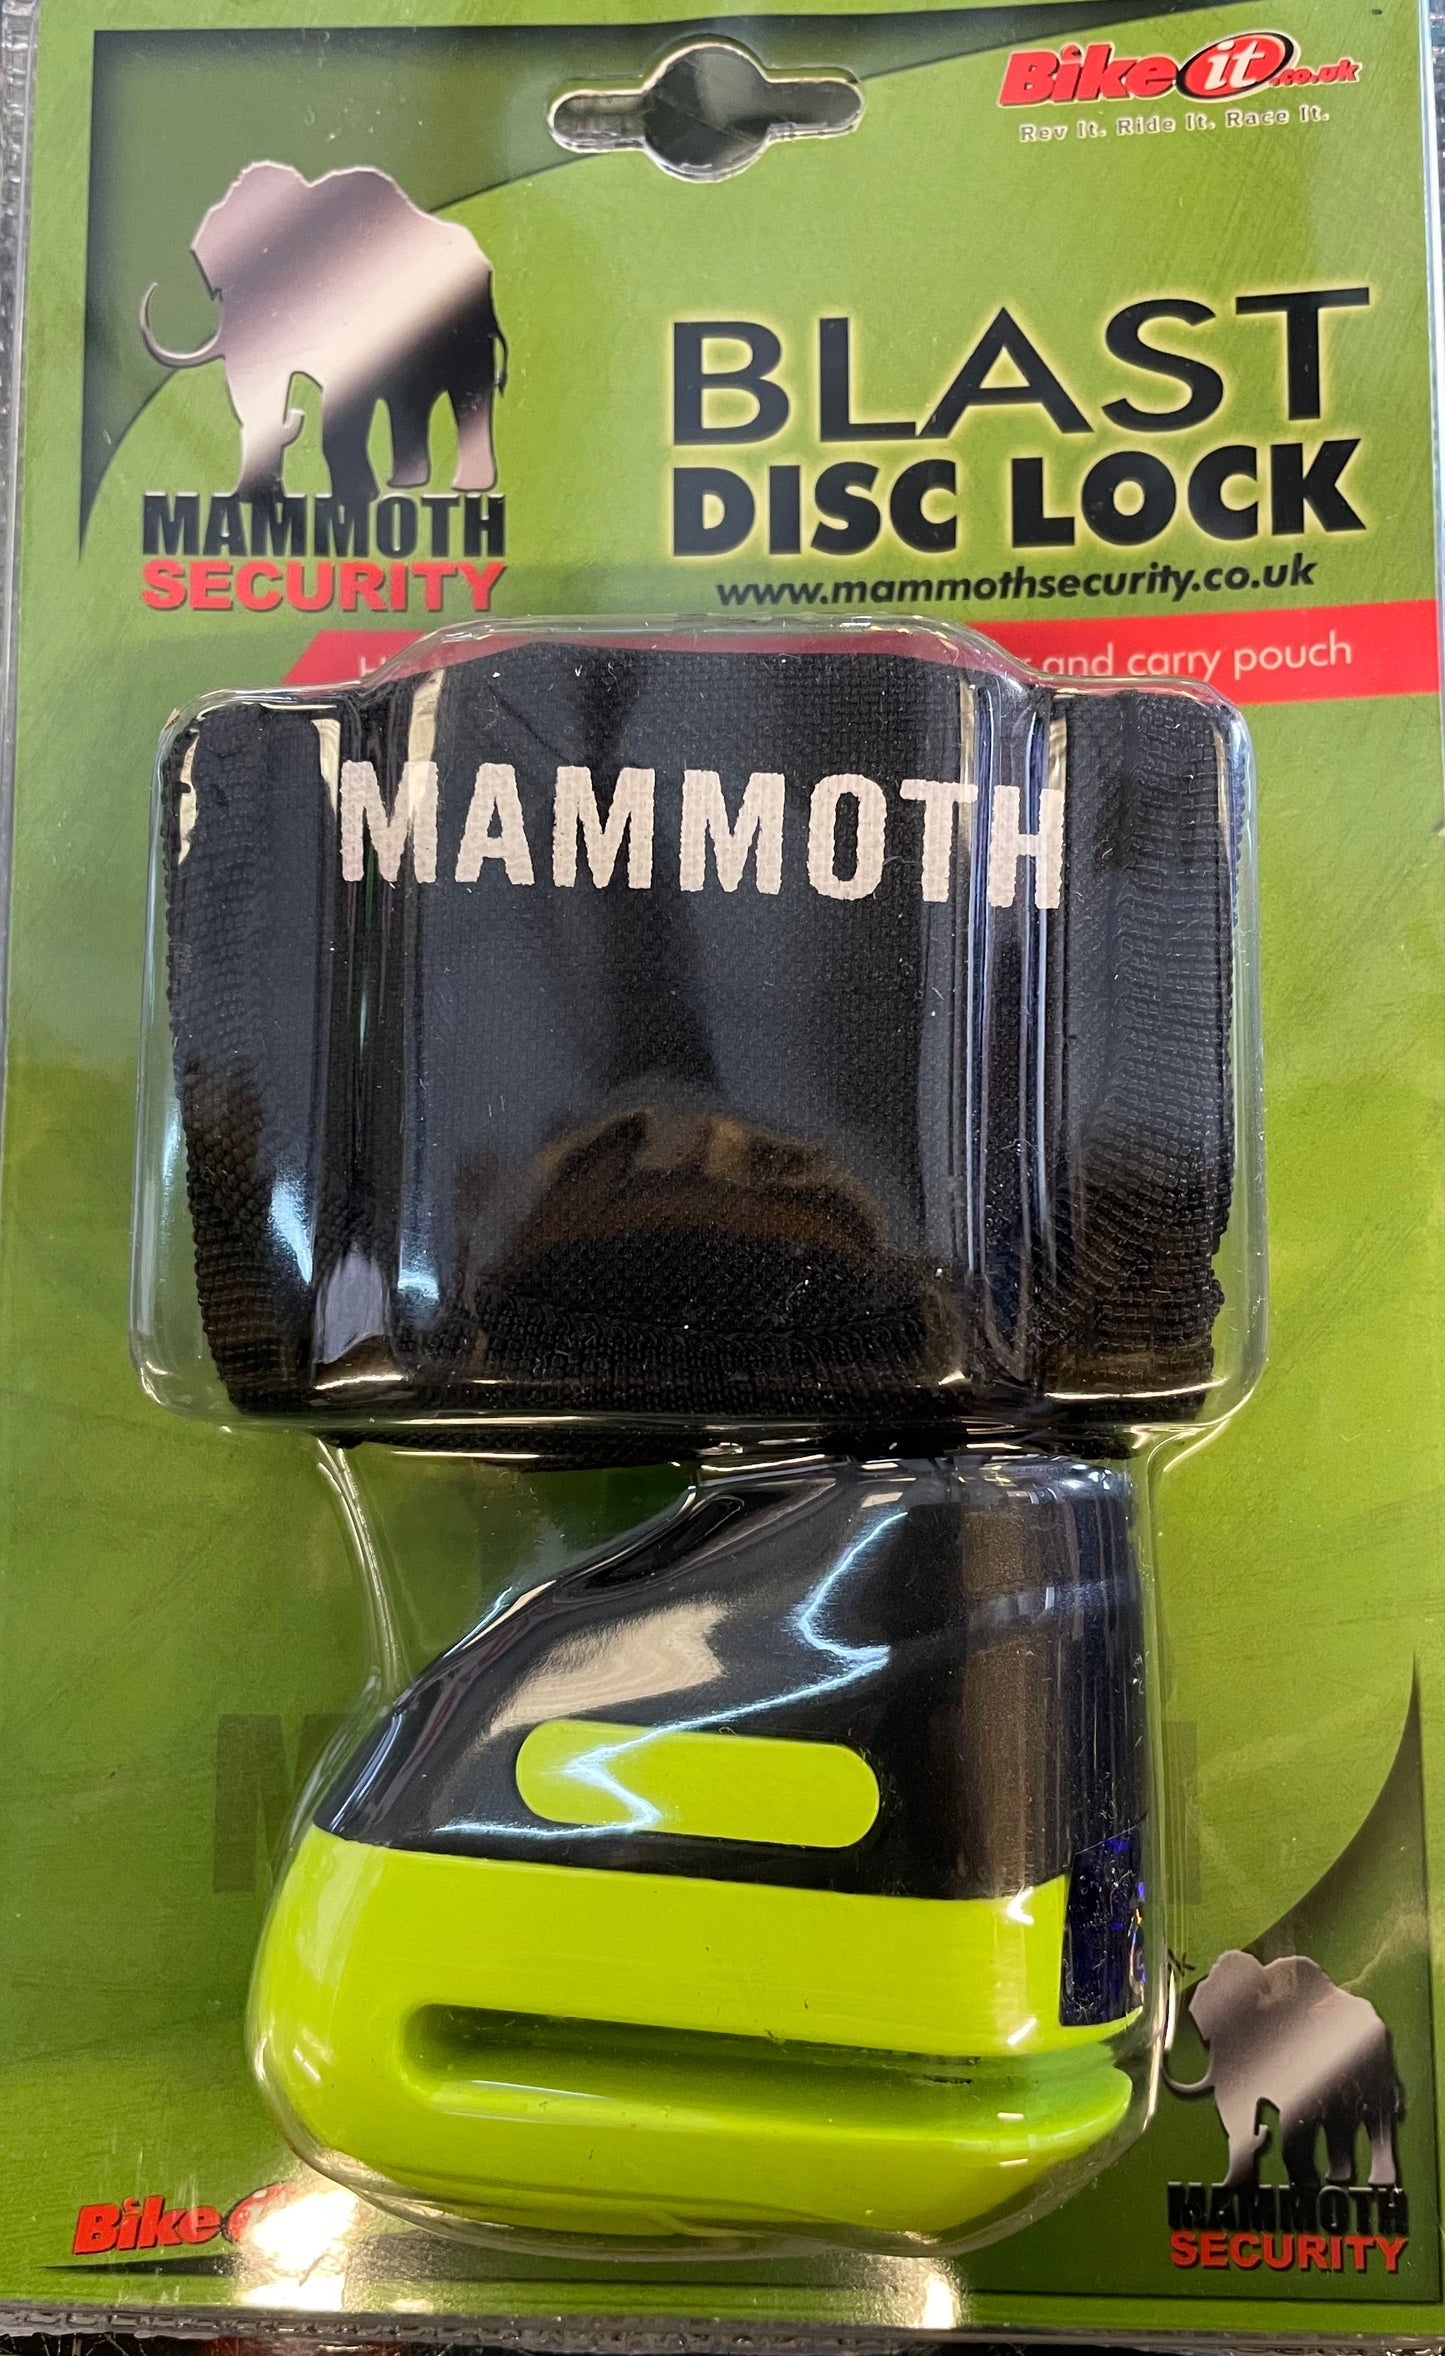 Bike it.co.uk
Rev It. Ride It. Race It.
BLAST
DISC LOCK
www.mammothsecurity.co.uk
MAMMOTH
SECURITY
and carry pouch
MAMMOTH
Bike
MAMMOTH
SECURITY